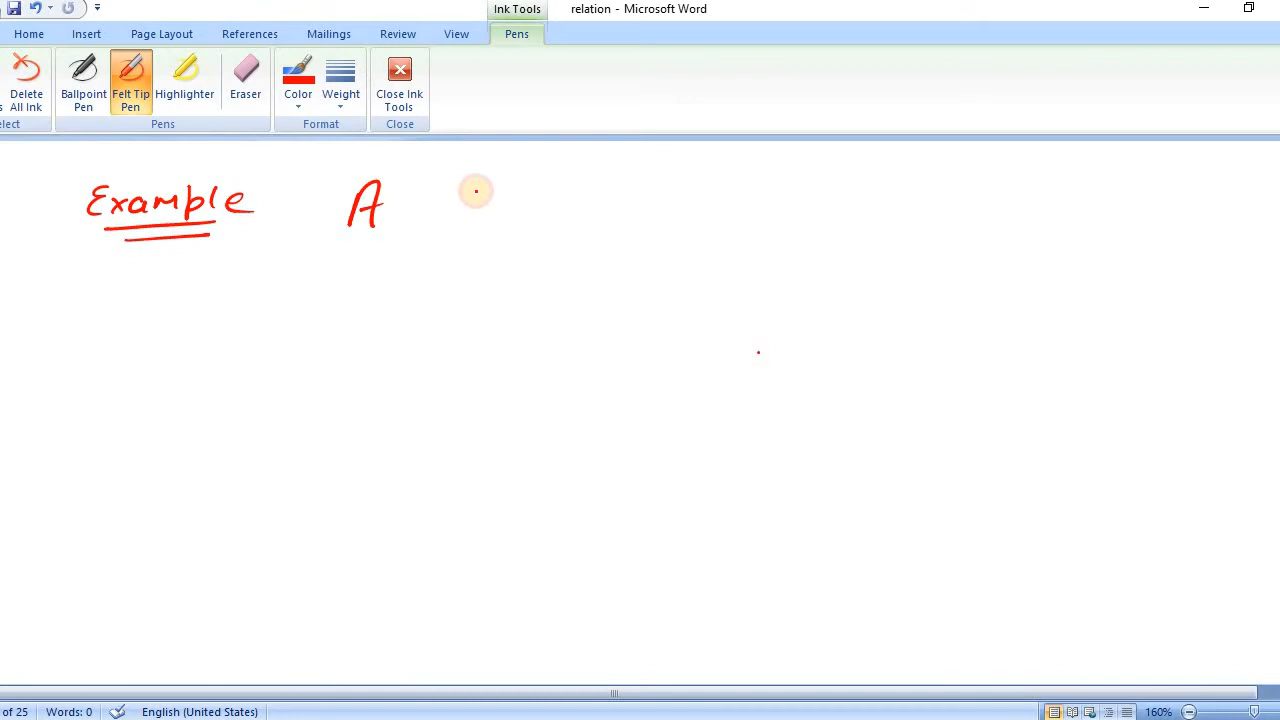 Ink Tools relation - Microsoft Word
Home Insert Page Layout References Mailings Review View Pens
Delete All Ink Ballpoint Pen Felt Tip Pen Highlighter Eraser Color Weight Close Ink Tools
lect Pens Format Close
Example A
of 25 Words: 0 English (United States) 160%